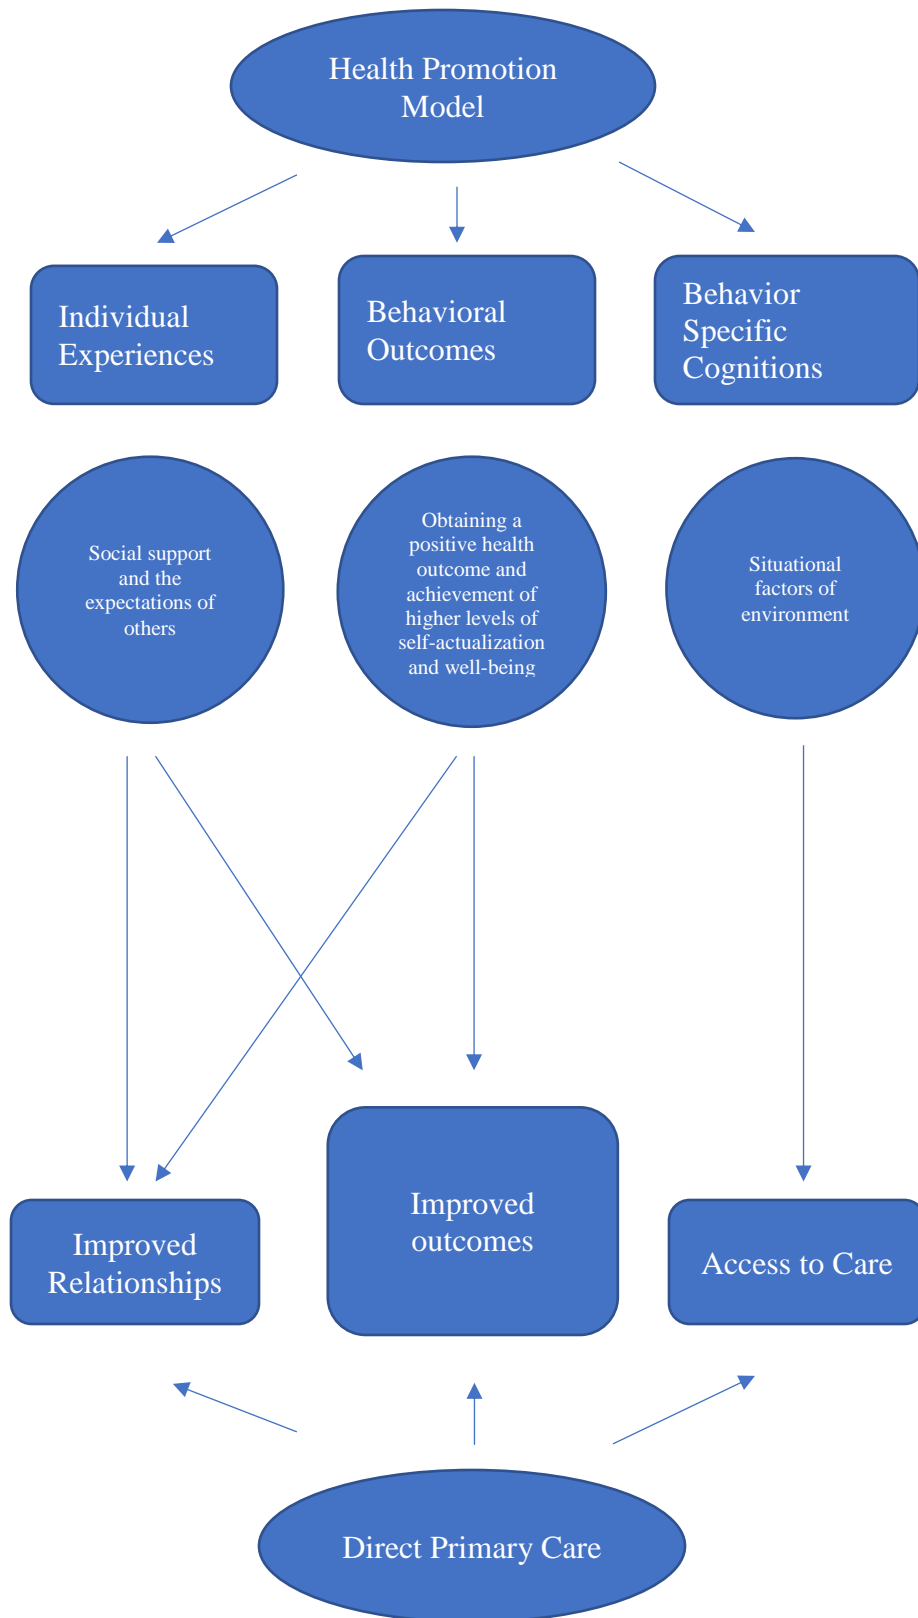 Health Promotion
Model
Individual
Experiences
Behavioral
Outcomes
Behavior
Specific
Cognitions
Social support
and the
expectations of
others
Obtaining a
positive health
outcome and
achievement of
higher levels of
self-actualization
and well-being
Situational
factors of
environment
Improved
Relationships
Improved
outcomes
Access to Care
Direct Primary Care